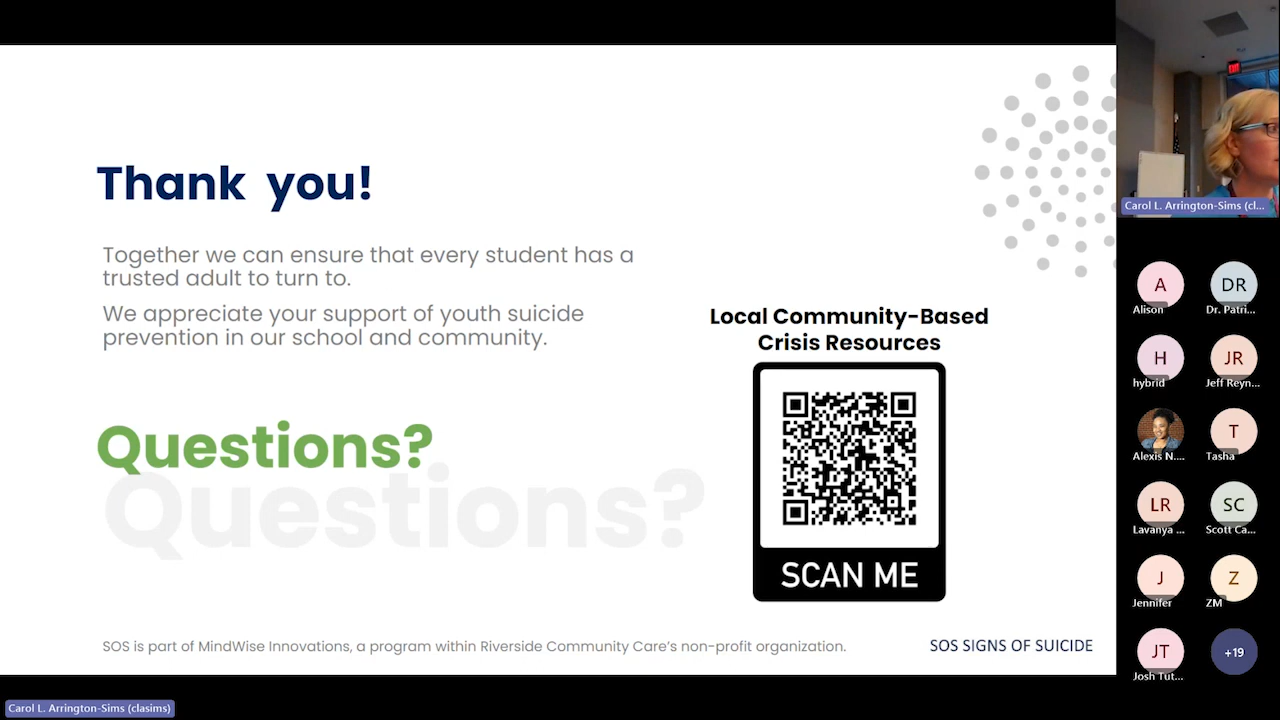 Thank you!
Together we can ensure that every student has a
trusted adult to turn to.
We appreciate your support of youth suicide
prevention in our school and community.
Questions?
Questions?
Local Community-Based
Crisis Resources
SCAN ME
SOS is part of MindWise Innovations, a program within Riverside Community Care's non-profit organization.
SOS SIGNS OF SUICIDE
Carol L. Arrington-Sims (clasims)
Carol L. Arrington-Sims (cl...
A
Alison
DR
Dr. Patri...
H
hybrid
JR
Jeff Reyn...
Alexis N....
T
Tasha
LR
Lavanya ...
SC
Scott Ca...
J
Jennifer
Z
ZM
JT
Josh Tut...
+19